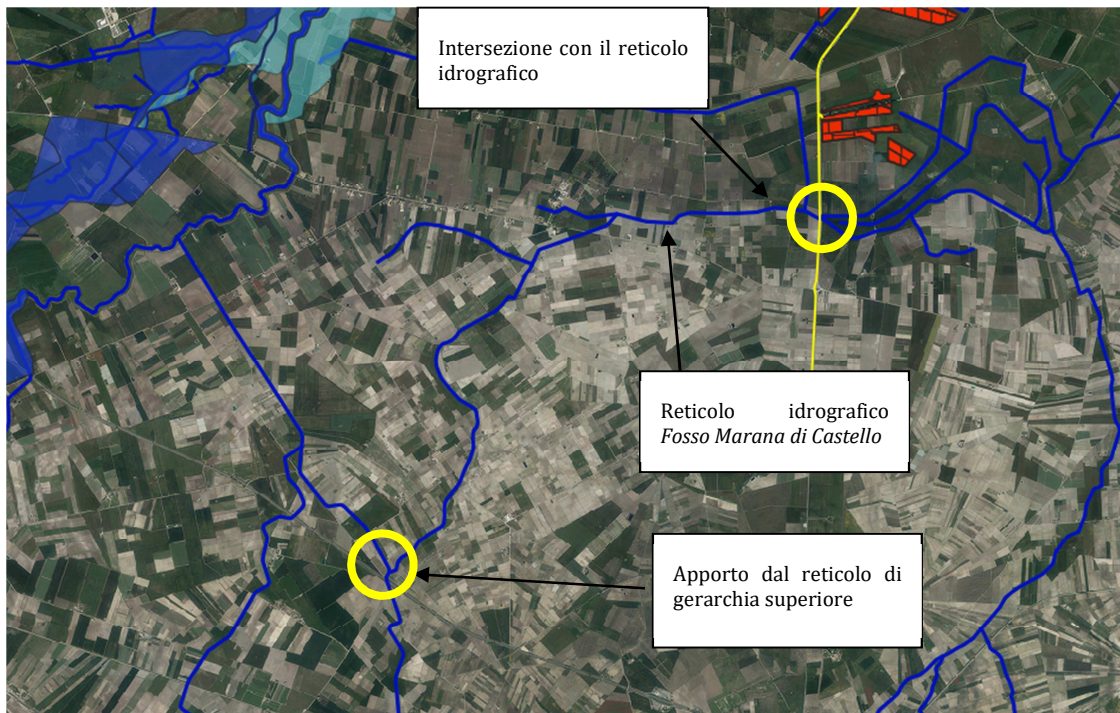 Intersezione con il reticolo
idrografico
Reticolo idrografico
Fosso Marana di Castello
Apporto dal reticolo di
gerarchia superiore